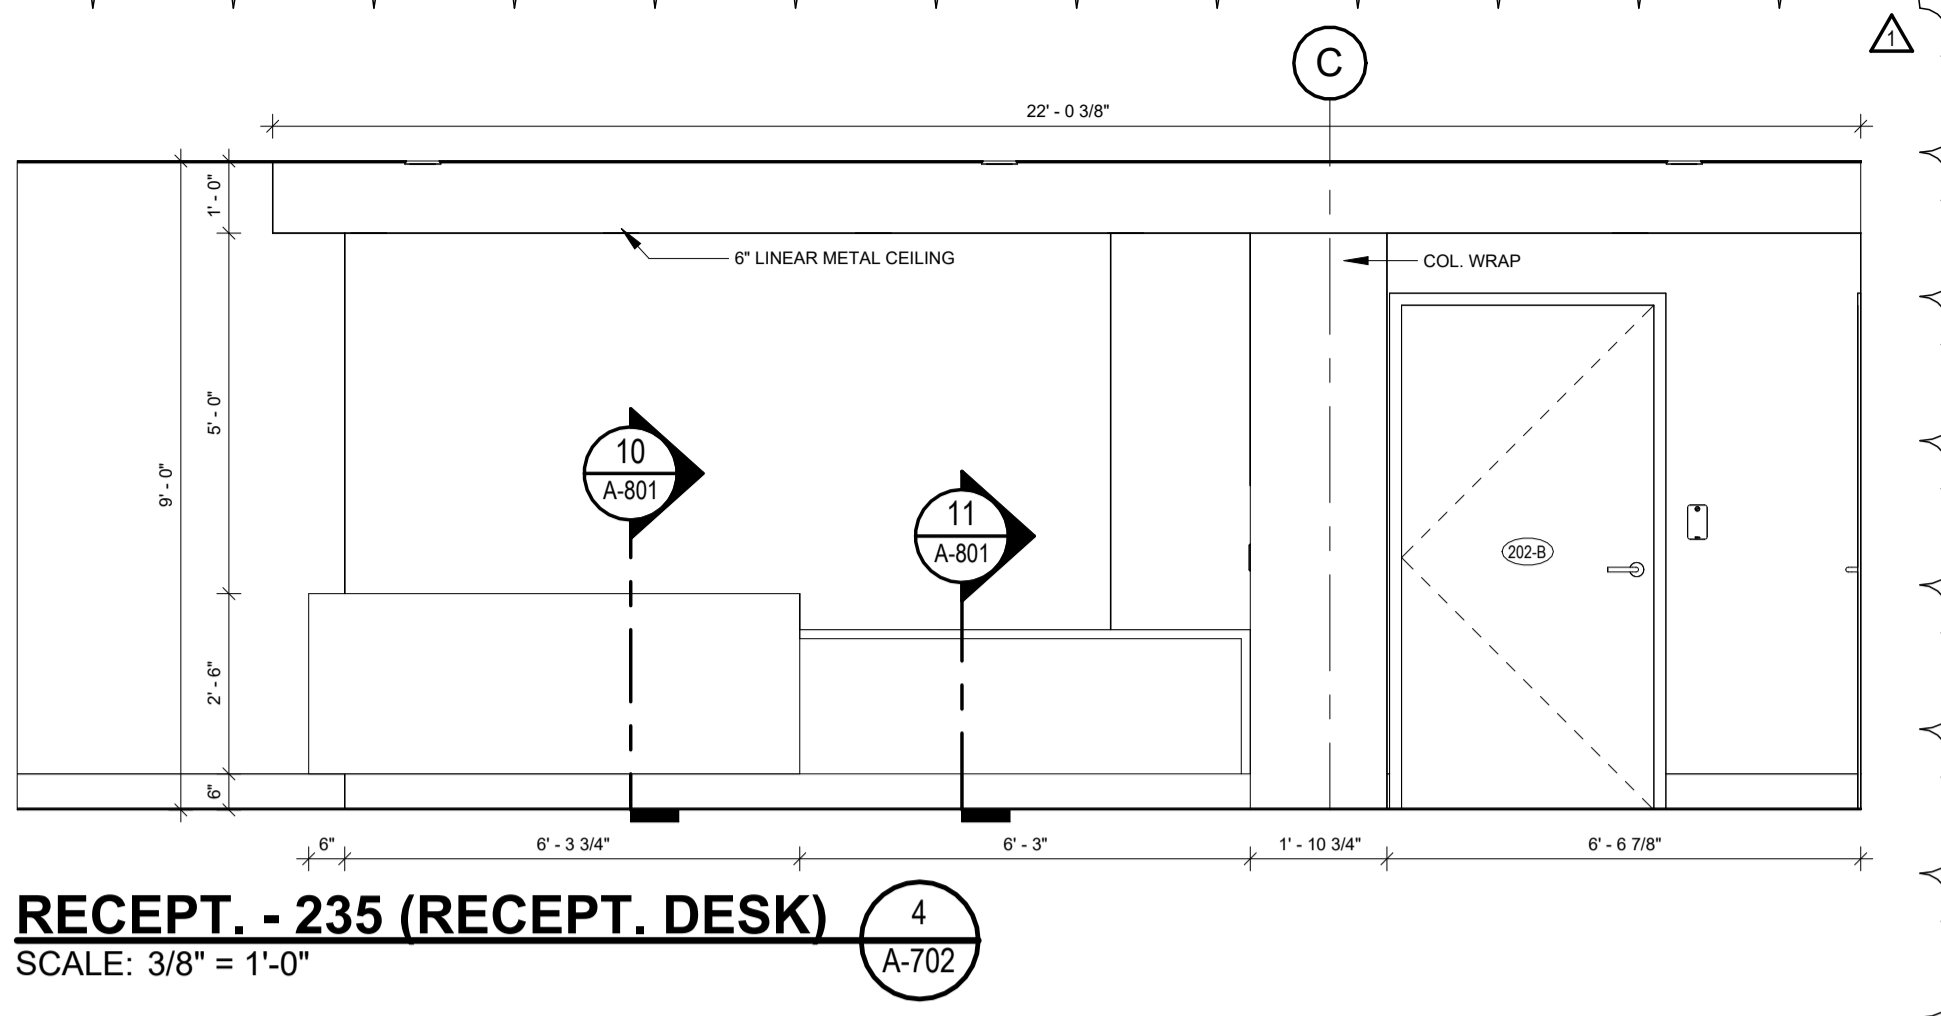 C
1
22' - 0 3/8"
1' - 0"
6" LINEAR METAL CEILING
COL. WRAP
5' - 0"
9' - 0"
10
A-801
11
A-801
202-B
2' - 6"
6"
6"
6' - 3 3/4"
6' - 3"
1' - 10 3/4"
6' - 6 7/8"
RECEPT. - 235 (RECEPT. DESK)
4
A-702
SCALE: 3/8" = 1'-0"